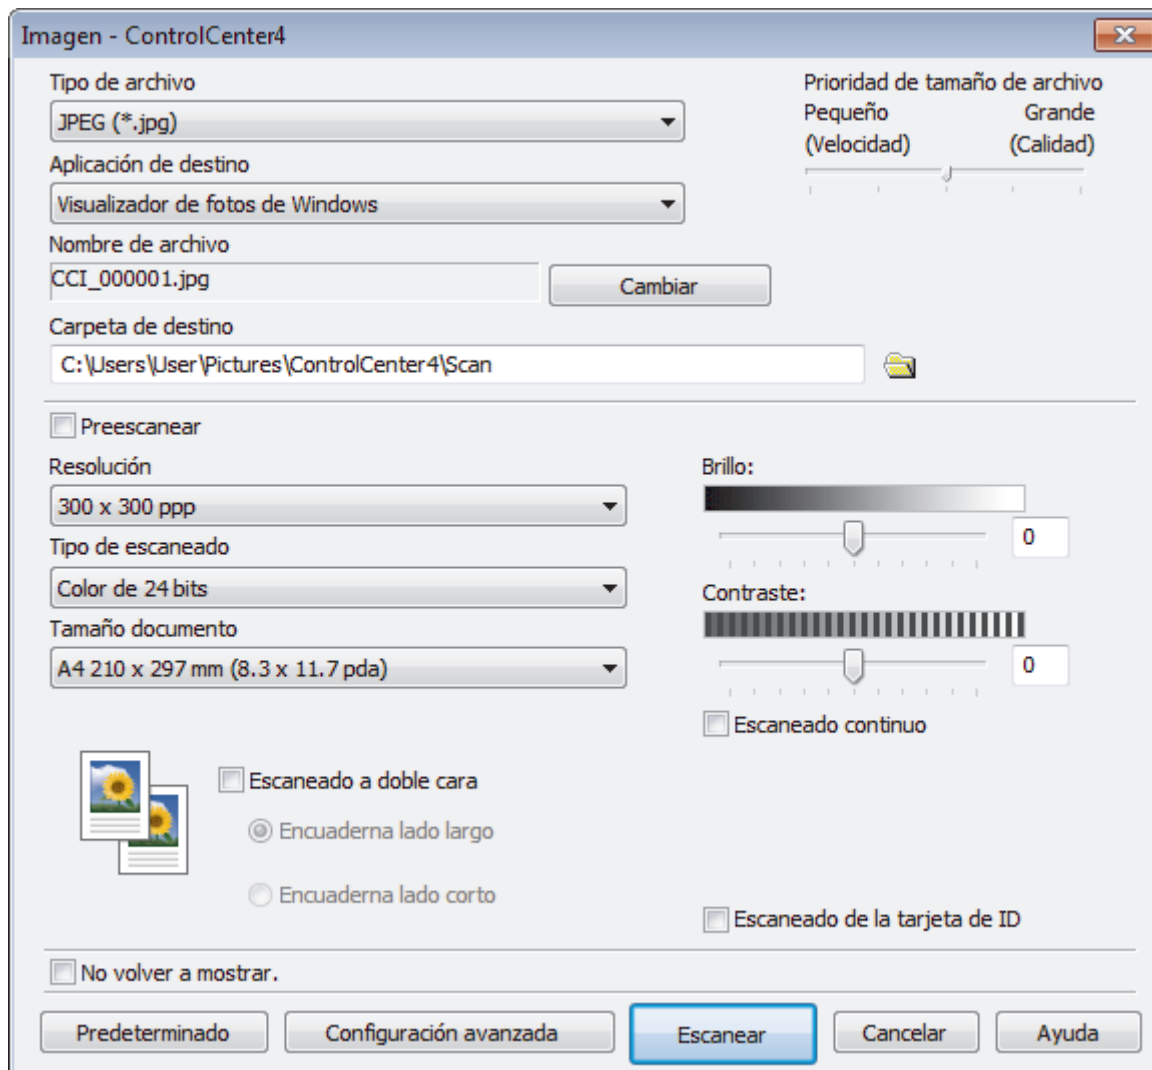 Imagen - ControlCenter4
Tipo de archivo
JPEG (*.jpg)
Prioridad de tamaño de archivo
Pequeño Grande
(Velocidad) (Calidad)
Aplicación de destino
Visualizador de fotos de Windows
Nombre de archivo
CCI_000001.jpg
Cambiar
Carpeta de destino
C:\Users\User\Pictures\ControlCenter4\Scan
Preescanear
Resolución
300 x 300 ppp
Tipo de escaneado
Color de 24 bits
Tamaño documento
A4 210 x 297 mm (8.3 x 11.7 pda)
Brillo:
0
Contraste:
0
Escaneado continuo
Escaneado a doble cara
Encuaderna lado largo
Encuaderna lado corto
Escaneado de la tarjeta de ID
No volver a mostrar.
Predeterminado
Configuración avanzada
Escanear
Cancelar
Ayuda